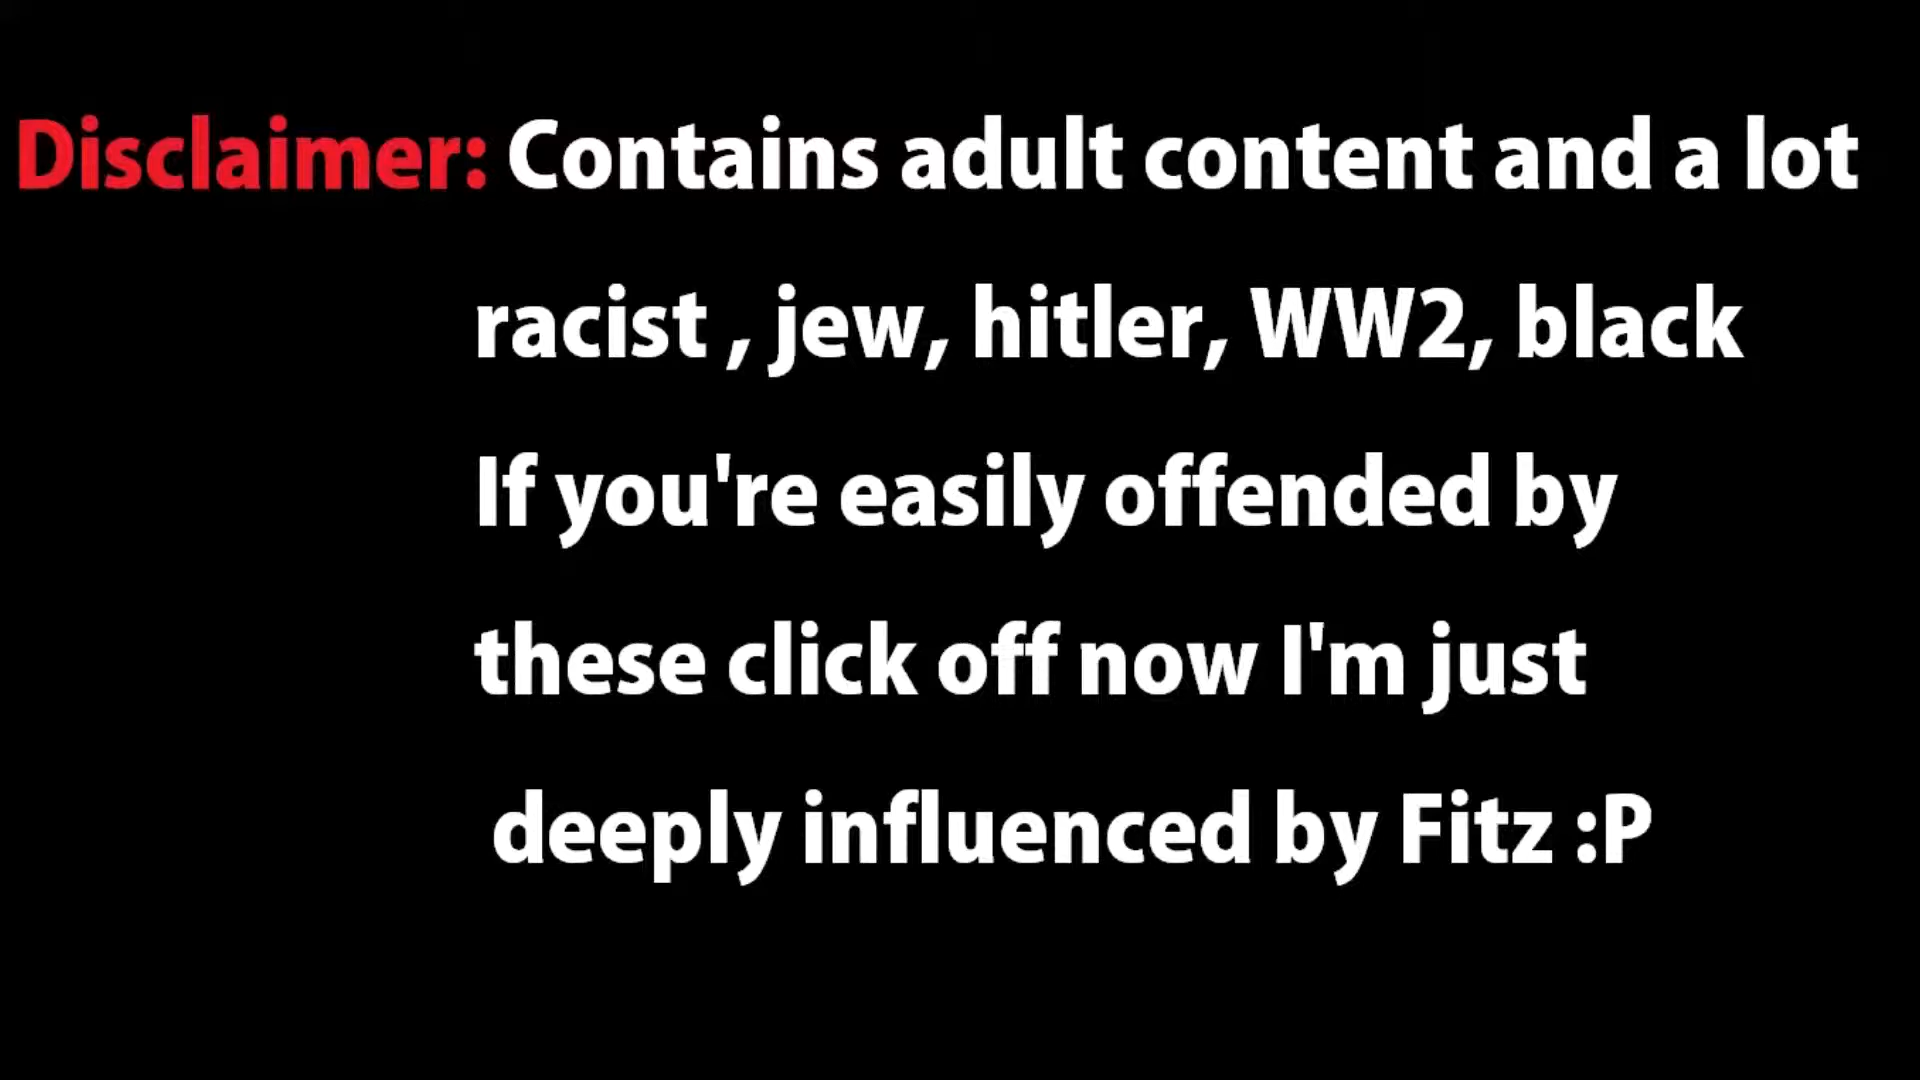 Disclaimer: Contains adult content and a lot
racist , jew, hitler, WW2, black
If you're easily offended by
these click off now I'm just
deeply influenced by Fitz :P